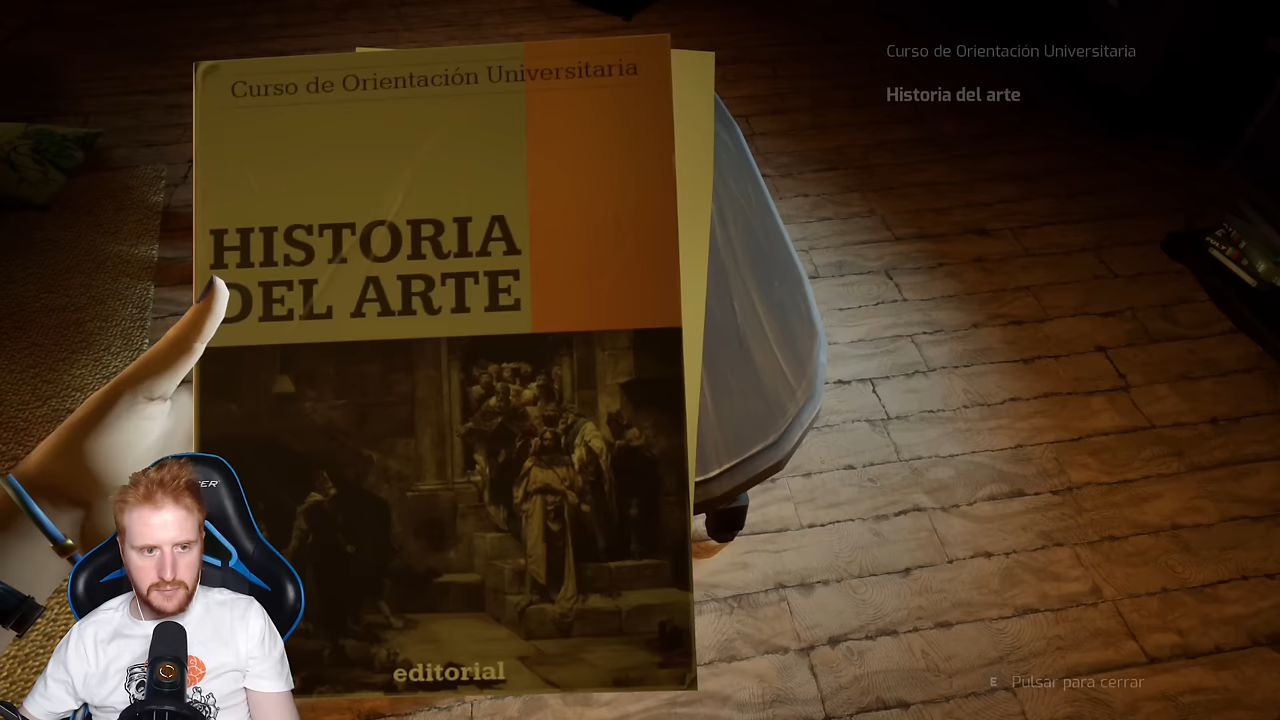 Curso de Orientación Universitaria
HISTORIA
DEL ARTE
editorial
Curso de Orientación Universitaria
Historia del arte
E Pulsar para cerrar